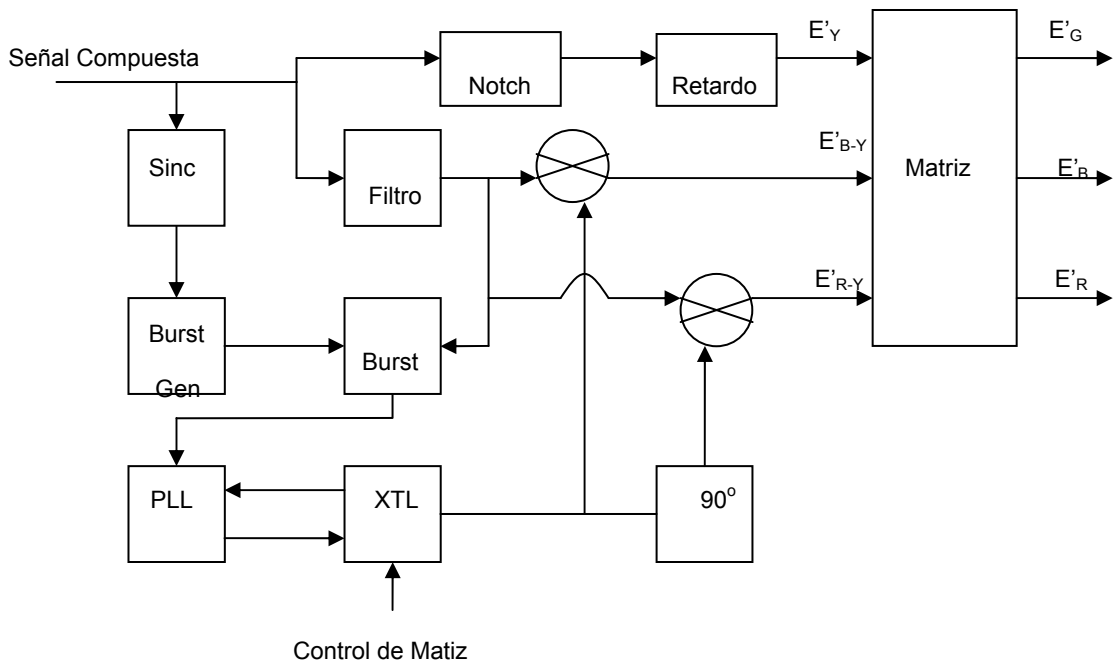 Señal Compuesta
E'Y
E'G
Notch
Retardo
Sinc
Filtro
E'B-Y
Matriz
E'B
E'R-Y
E'R
Burst
Gen
Burst
PLL
XTL
90º
Control de Matiz